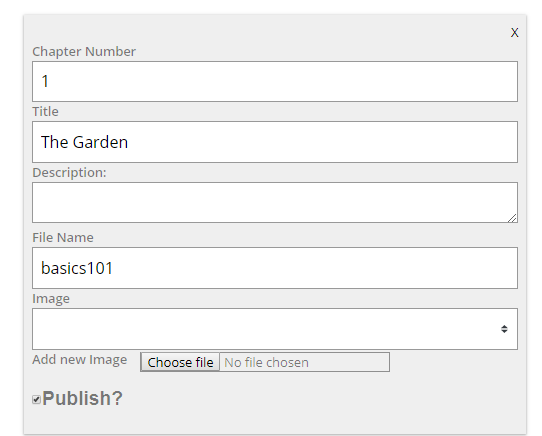 X
Chapter Number
1
Title
The Garden
Description:
File Name
basics101
Image
Add new Image Choose file No file chosen
Publish?